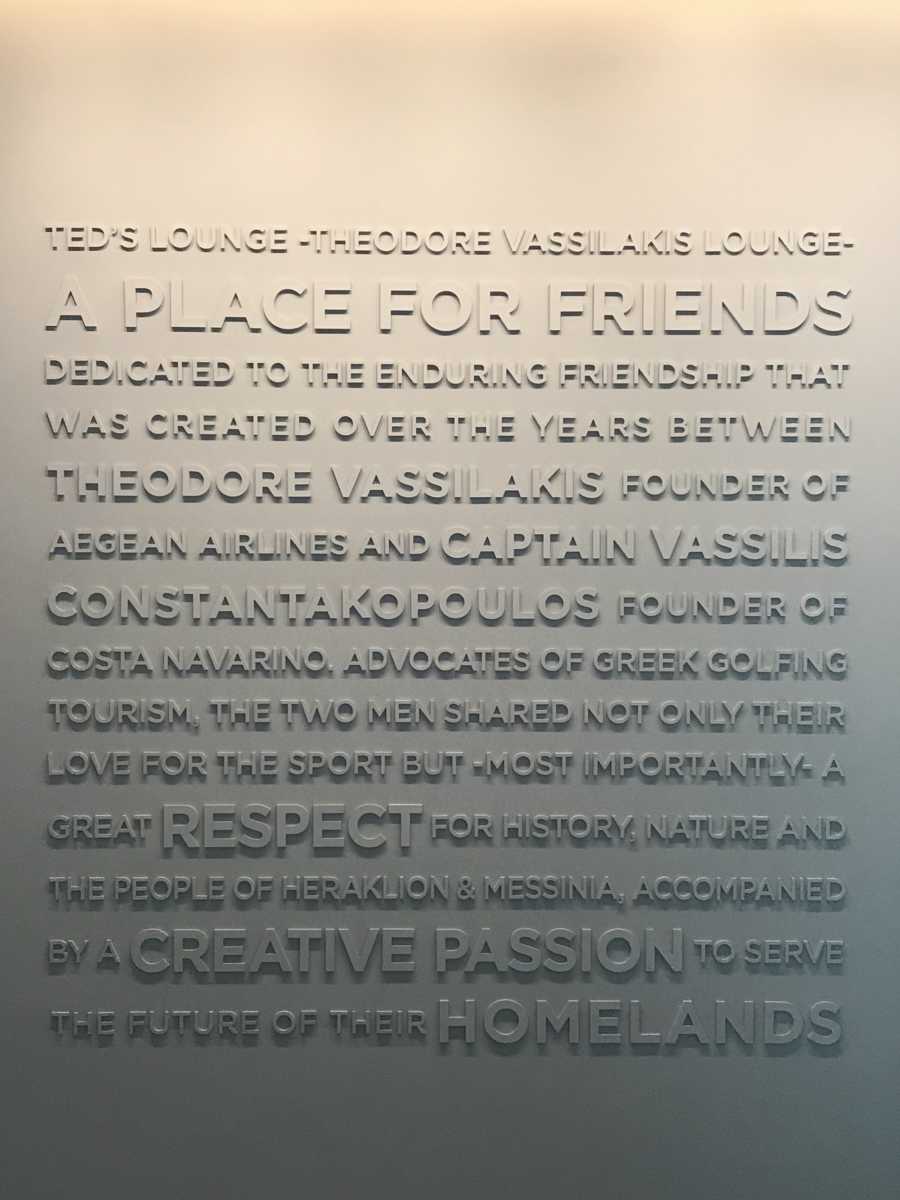 TED'S LOUNGE -THEODORE VASSILAKIS LOUNGE-
A PLACE FOR FRIENDS
DEDICATED TO THE ENDURING FRIENDSHIP THAT
WAS CREATED OVER THE YEARS BETWEEN
THEODORE VASSILAKIS FOUNDER OF
AEGEAN AIRLINES AND CAPTAIN VASSILIS
CONSTANTAKOPOULOS FOUNDER OF
COSTA NAVARINO. ADVOCATES OF GREEK GOLFING
TOURISM, THE TWO MEN SHARED NOT ONLY THEIR
LOVE FOR THE SPORT BUT -MOST IMPORTANTLY- A
GREAT RESPECT FOR HISTORY, NATURE AND
THE PEOPLE OF HERAKLION & MESSINIA, ACCOMPANIED
BY A CREATIVE PASSION TO SERVE
THE FUTURE OF THEIR HOMELANDS